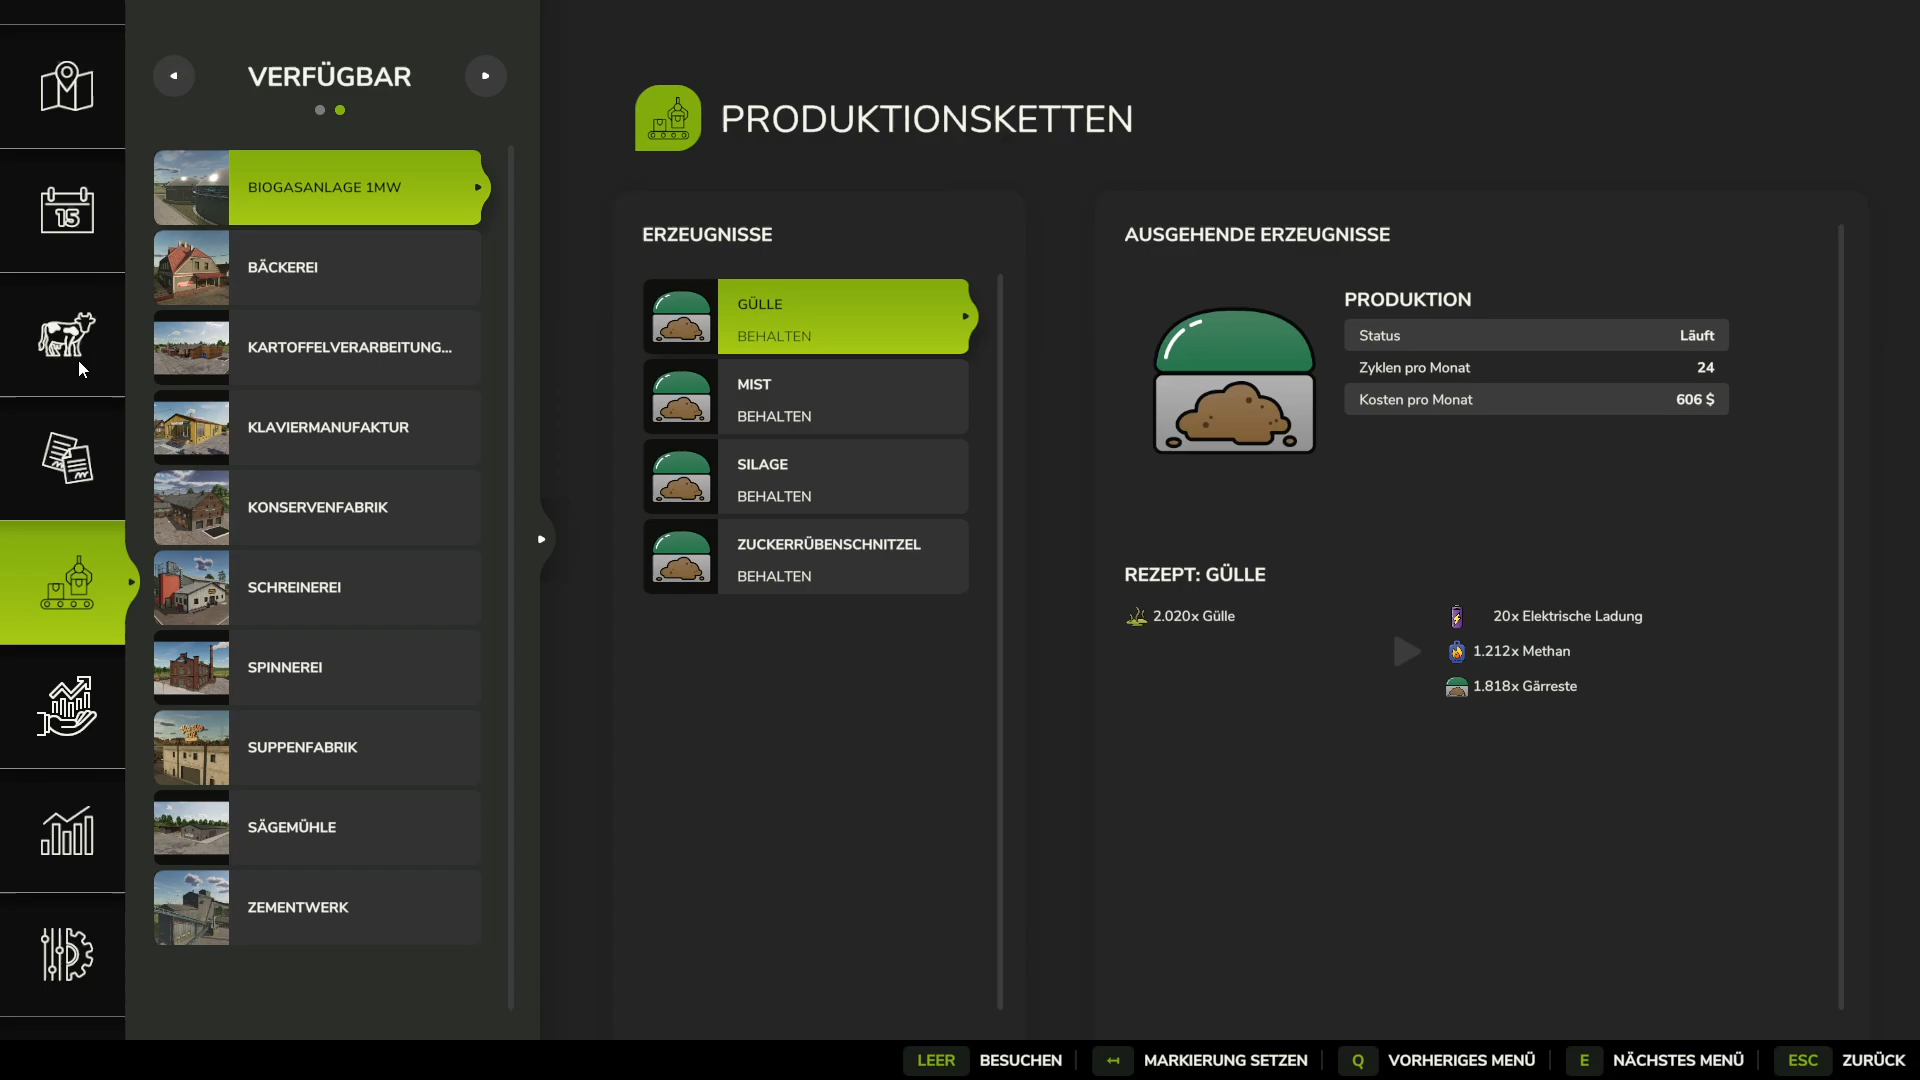 15
VERFÜGBAR
BIOGASANLAGE 1MW
BÄCKEREI
KARTOFFELVERARBEITUNG...
KLAVIERMANUFAKTUR
KONSERVENFABRIK
SCHREINEREI
SPINNEREI
SUPPENFABRIK
SÄGEMÜHLE
ZEMENTWERK
PRODUKTIONSKETTEN
ERZEUGNISSE
GÜLLE
BEHALTEN
MIST
BEHALTEN
SILAGE
BEHALTEN
ZUCKERRÜBENSCHNITZEL
BEHALTEN
AUSGEHENDE ERZEUGNISSE
PRODUKTION
Status Läuft
Zyklen pro Monat 24
Kosten pro Monat 606 $
REZEPT: GÜLLE
2.020x Gülle
20x Elektrische Ladung
1.212x Methan
1.818x Gärreste
LEER BESUCHEN MARKIERUNG SETZEN Q VORHERIGES MENÜ E NÄCHSTES MENÜ ESC ZURÜCK